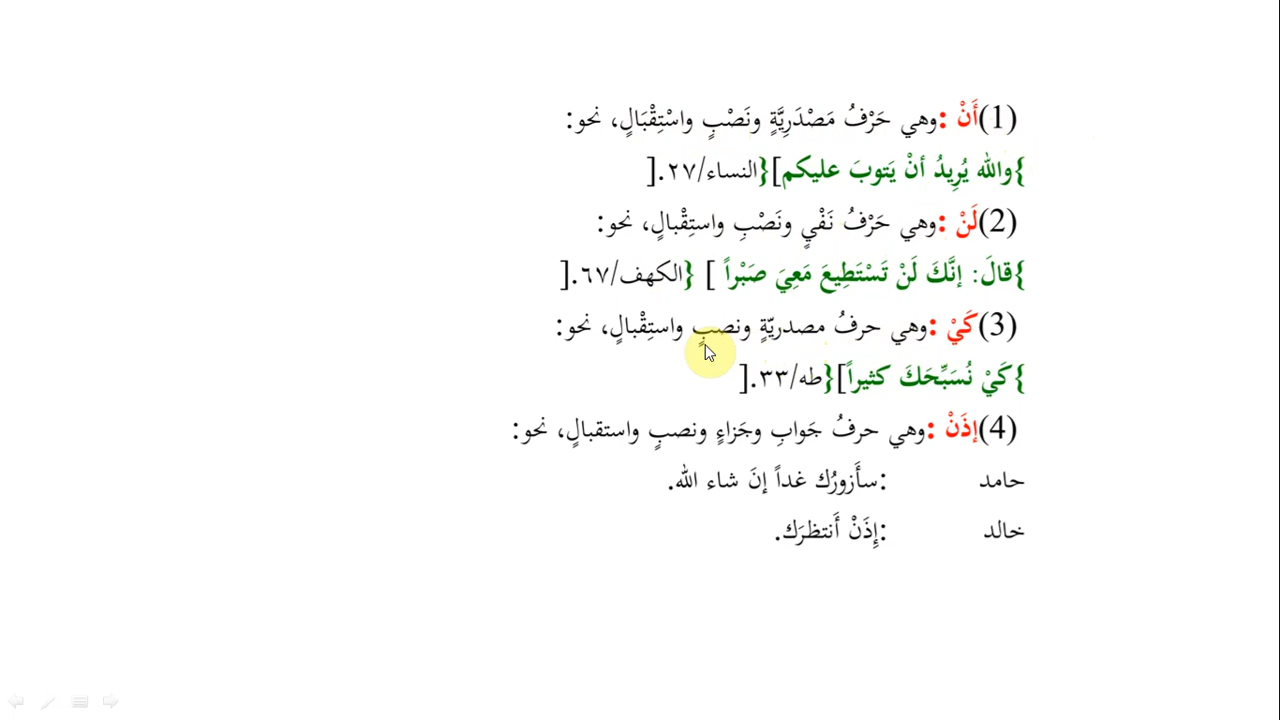 (1)أَنْ :وهي حَرْفُ مَصْدَرِيَّةٍ ونَصْبٍ واسْتِقْبَالٍ، نحو:
}والله يُرِيدُ أنْ يَتوبَ عليكم]{النساء/٢٧.[
(2)لَنْ :وهي حَرْفُ نَفْيٍ ونَصْبِ واستِقْبالٍ، نحو:
}قالَ: إنَّكَ لَنْ تَسْتَطِيعَ مَعِيَ صَبْراً ] {الكهف/٦٧.[
(3)كَيْ :وهي حرفُ مصدريّةٍ ونصبٍ واستِقْبالٍ، نحو:
}كَيْ نُسَبِّحَكَ كثيراً]{طه/٣٣.[
(4)إذَنْ :وهي حرفُ جَوابِ وجَزاءٍ ونصبٍ واستقبالٍ، نحو:
حامد :سأَزورُك غداً إنَ شاء الله.
خالد :إِذَنْ أَنتظرَك.